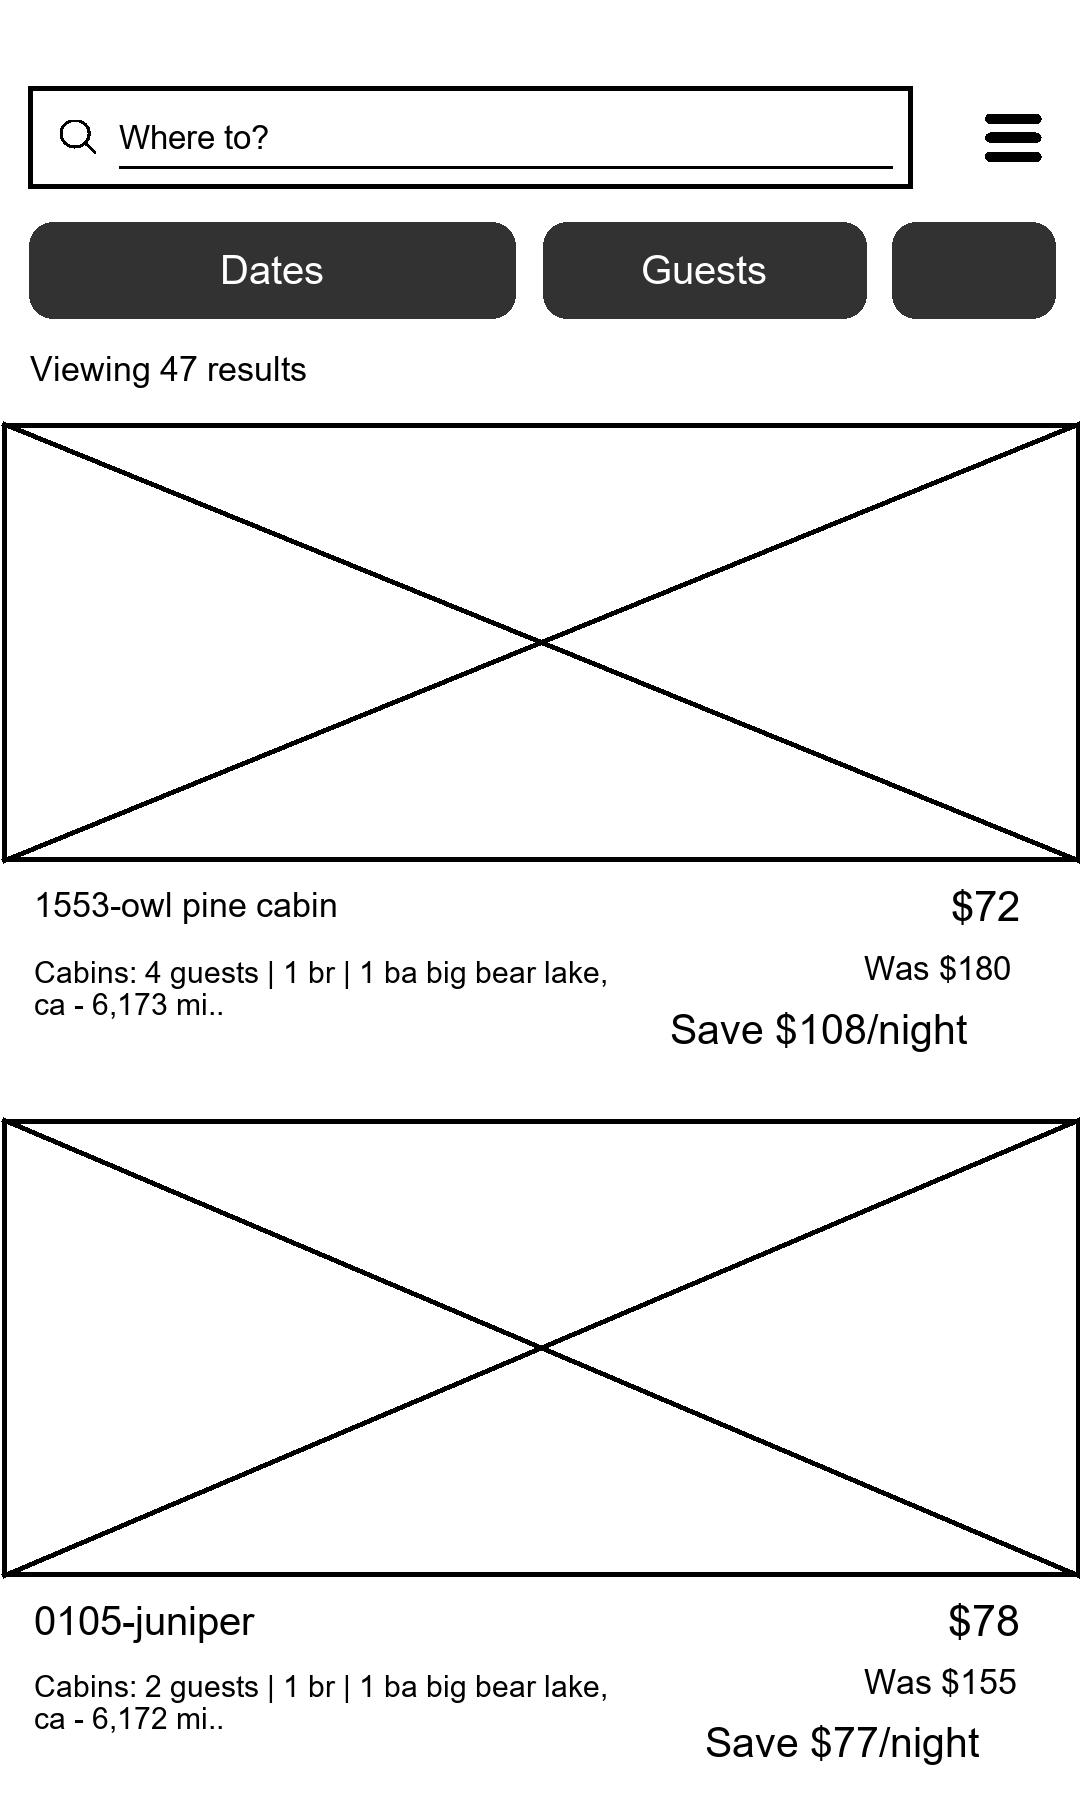 Where to?
Dates
Guests
Viewing 47 results
1553-owl pine cabin
$72
Cabins: 4 guests | 1 br | 1 ba big bear lake,
ca - 6,173 mi..
Was $180
Save $108/night
0105-juniper
$78
Cabins: 2 guests | 1 br | 1 ba big bear lake,
ca - 6,172 mi..
Was $155
Save $77/night